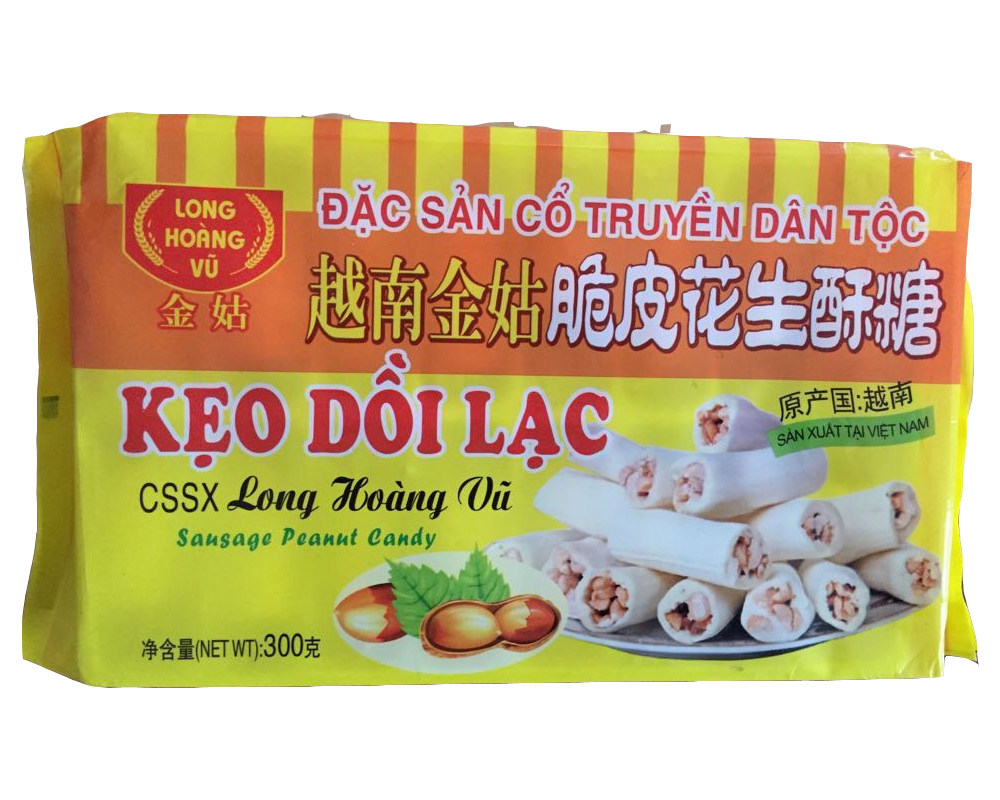 LONG
HOÀNG
VŨ
金姑
ĐẶC SẢN CỔ TRUYỀN DÂN TỘC
越南金姑脆皮花生酥糖
KẸO DỒI LẠC
CSSX Long Hoàng Vũ
Sausage Peanut Candy
原产国:越南
SẢN XUẤT TẠI VIỆT NAM
净含量(NET WT):300克